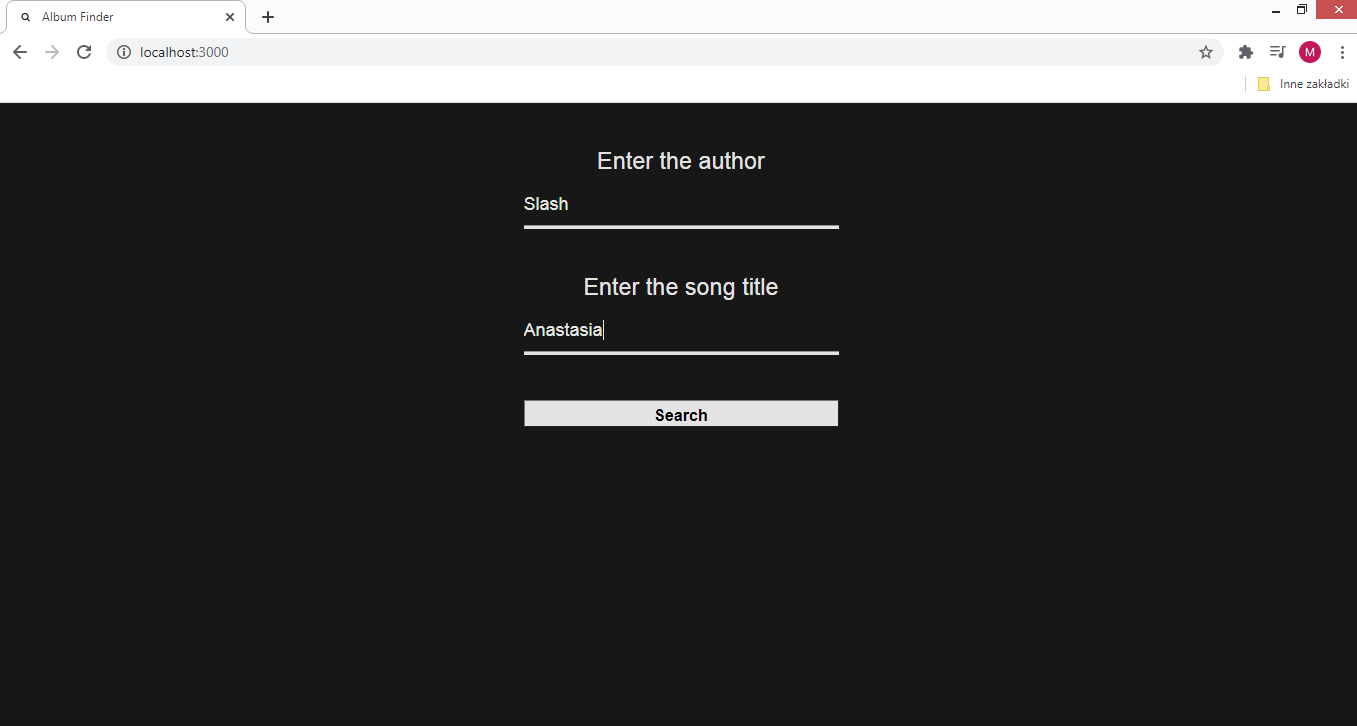 Album Finder
localhost:3000
M
Inne zakładki
Enter the author
Slash
Enter the song title
Anastasia
Search